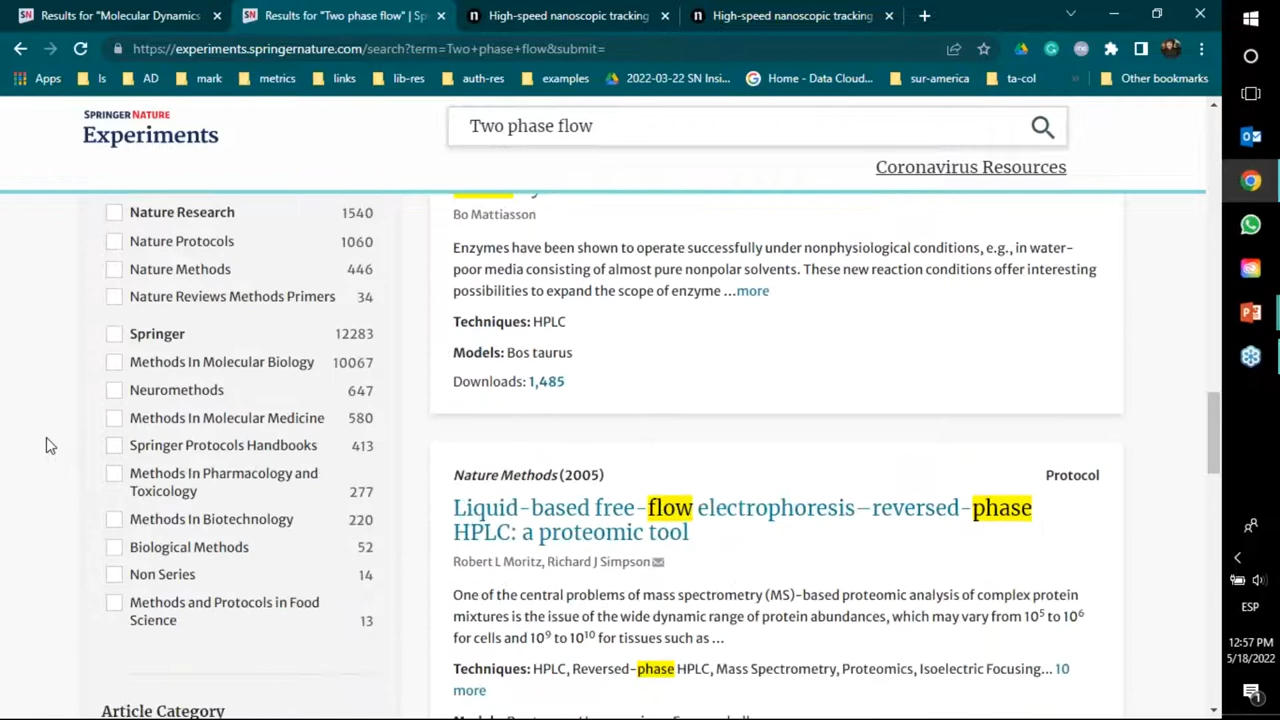 Results for "Molecular Dynamics
Results for "Two phase flow" | Sp
High-speed nanoscopic tracking
High-speed nanoscopic tracking
https://experiments.springernature.com/search?term=Two+phase+flow&submit=
Apps
ls
AD
mark
metrics
links
lib-res
auth-res
examples
2022-03-22 SN Insi...
Home - Data Cloud...
sur-america
ta-col
»
Other bookmarks
SPRINGER NATURE
Experiments
Two phase flow
Coronavirus Resources
Nature Research 1540
Nature Protocols 1060
Nature Methods 446
Nature Reviews Methods Primers 34
Springer 12283
Methods In Molecular Biology 10067
Neuromethods 647
Methods In Molecular Medicine 580
Springer Protocols Handbooks 413
Methods In Pharmacology and
Toxicology 277
Methods In Biotechnology 220
Biological Methods 52
Non Series 14
Methods and Protocols in Food
Science 13
Article Category
Bo Mattiasson
Enzymes have been shown to operate successfully under nonphysiological conditions, e.g., in water-
poor media consisting of almost pure nonpolar solvents. These new reaction conditions offer interesting
possibilities to expand the scope of enzyme ...more
Techniques: HPLC
Models: Bos taurus
Downloads: 1,485
Nature Methods (2005) Protocol
Liquid-based free-flow electrophoresis–reversed-phase
HPLC: a proteomic tool
Robert L Moritz, Richard J Simpson
One of the central problems of mass spectrometry (MS)-based proteomic analysis of complex protein
mixtures is the issue of the wide dynamic range of protein abundances, which may vary from 10⁵ to 10⁶
for cells and 10⁹ to 10¹⁰ for tissues such as ...
Techniques: HPLC, Reversed-phase HPLC, Mass Spectrometry, Proteomics, Isoelectric Focusing... 10
more
ESP
12:57 PM
5/18/2022
1